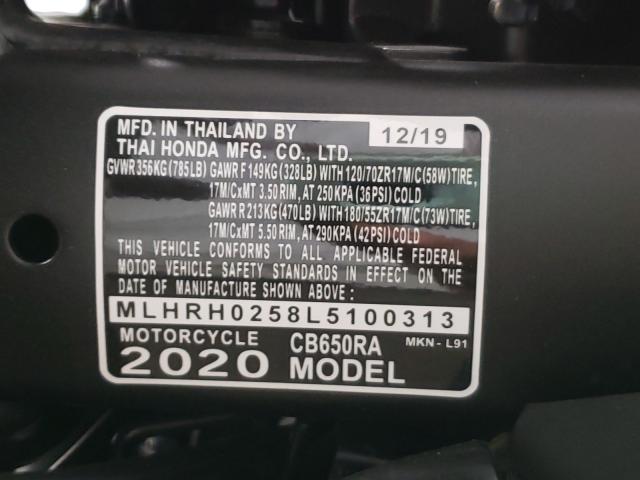 MFD. IN THAILAND BY 12/19
THAI HONDA MFG. CO., LTD.
GVWR 356KG (785LB) GAWR F 149KG (328LB) WITH 120/70ZR17M/C (58W) TIRE,
17M/CxMT 3.50 RIM, AT 250 KPA (36PSI) COLD
GAWR R 213KG (470LB) WITH 180/55ZR17M/C (73W) TIRE,
17M/CxMT 5.50 RIM, AT 290KPA (42PSI) COLD
THIS VEHICLE CONFORMS TO ALL APPLICABLE FEDERAL
MOTOR VEHICLE SAFETY STANDARDS IN EFFECT ON THE
DATE OF MANUFACTURE SHOWN ABOVE :
MLHRH0258L5100313
MOTORCYCLE CB650RA MKN - L91
2020 MODEL